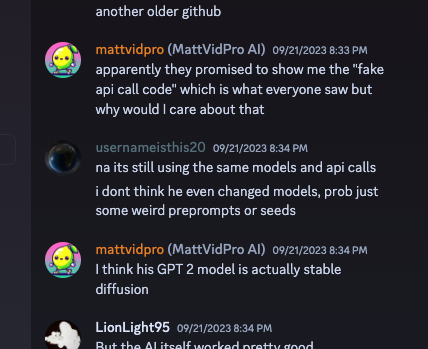 another older github
mattvidpro (MattVidPro AI) 09/21/2023 8:33 PM
apparently they promised to show me the "fake
api call code" which is what everyone saw but
why would I care about that
usernameisthis20 09/21/2023 8:34 PM
na its still using the same models and api calls
i dont think he even changed models, prob just
some weird preprompts or seeds
mattvidpro (MattVidPro AI) 09/21/2023 8:34 PM
I think his GPT 2 model is actually stable
diffusion
LionLight95 09/21/2023 8:34 PM
But the AI itself worked pretty good